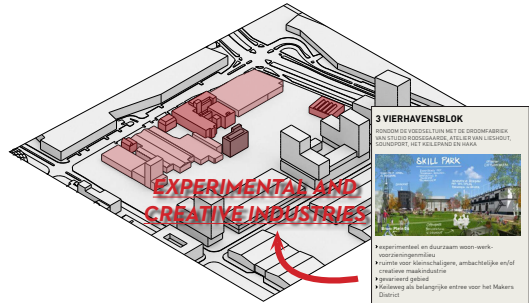 EXPERIMENTAL AND
CREATIVE INDUSTRIES
3 VIERHAVENSBLOK
RONDOM DE VOEDSELTUIN MET DE DROOMFABRIEK
VAN STUDIO ROOSEGAARDE, ATELIER VAN LIESHOUT,
SOUNDPORT, HET KEILEPAND EN HAKA
SKILL PARK
experimenteel en duurzaam woon-werk-
voorzieningenmilieu
ruimte voor kleinschaligere, ambachtelijke en/of
creatieve maakindustrie
gevarieerd gebied
Keileweg als belangrijke entree voor het Makers
District